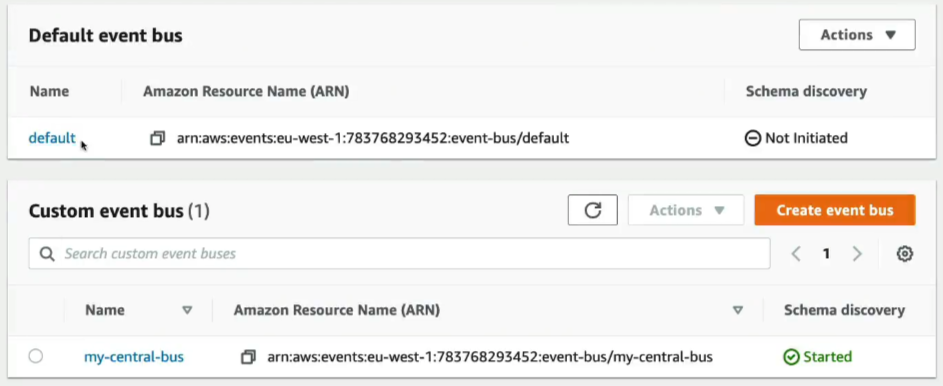 Default event bus
Actions
Name Amazon Resource Name (ARN) Schema discovery
default arn:aws:events:eu-west-1:783768293452:event-bus/default Not Initiated
Custom event bus (1) Actions Create event bus
Search custom event buses 1
Name Amazon Resource Name (ARN) Schema discovery
my-central-bus arn:aws:events:eu-west-1:783768293452:event-bus/my-central-bus Started